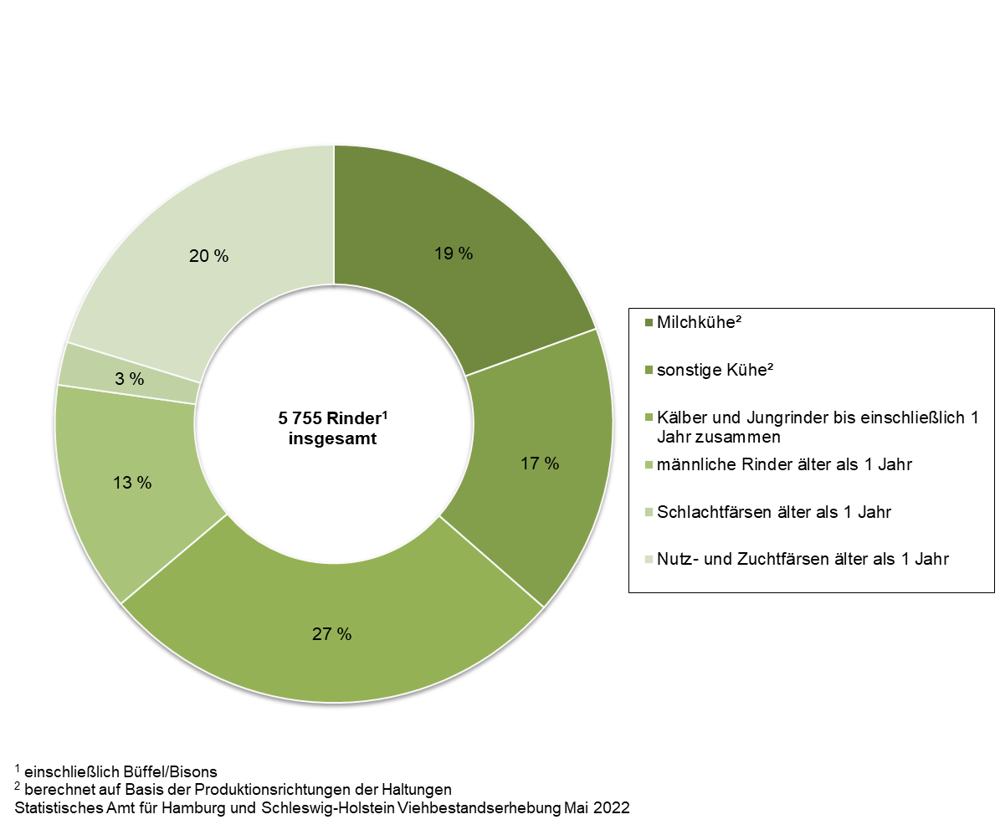 20 %
19 %
3 %
5 755 Rinder¹
insgesamt
17 %
13 %
27 %
Milchkühe²
sonstige Kühe²
Kälber und Jungrinder bis einschließlich 1
Jahr zusammen
männliche Rinder älter als 1 Jahr
Schlachtfärsen älter als 1 Jahr
Nutz- und Zuchtfärsen älter als 1 Jahr
¹ einschließlich Büffel/Bisons
² berechnet auf Basis der Produktionsrichtungen der Haltungen
Statistisches Amt für Hamburg und Schleswig-Holstein Viehbestandserhebung Mai 2022